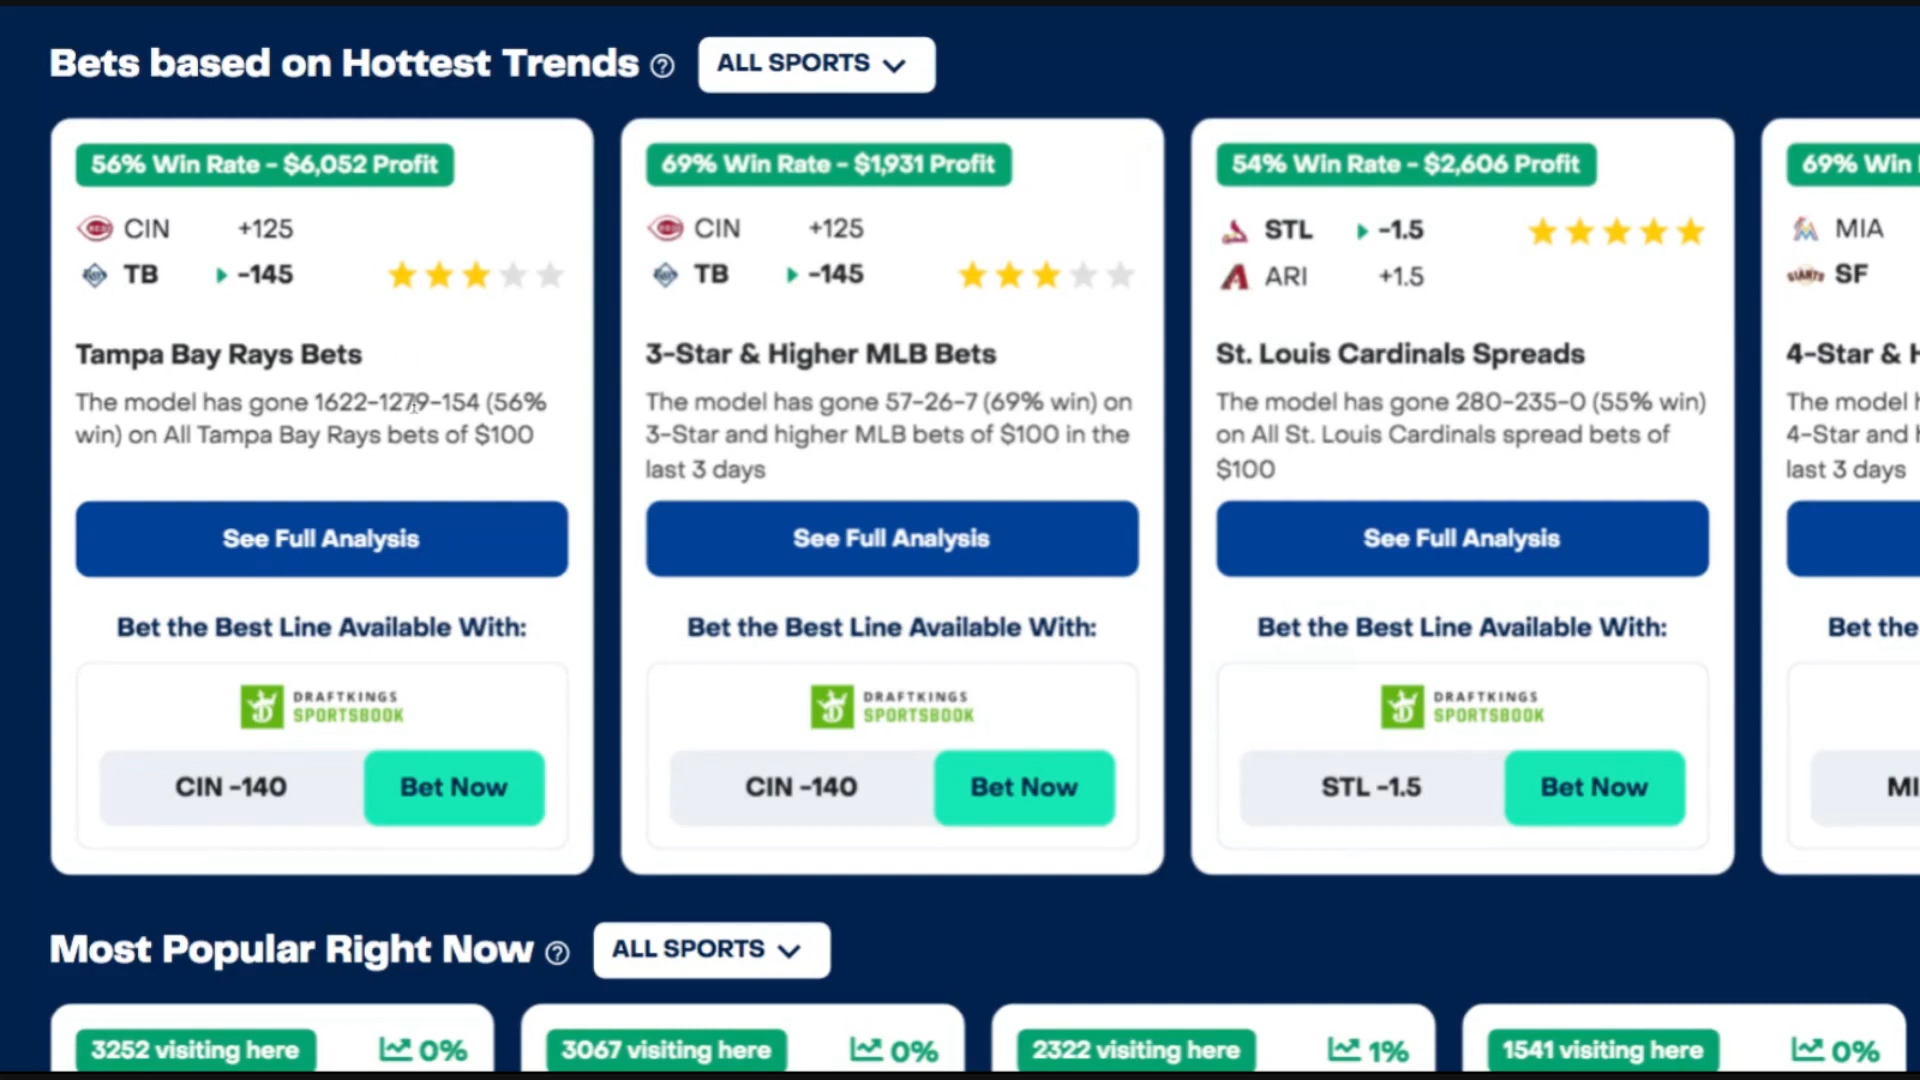 Bets based on Hottest Trends ?
ALL SPORTS
56% Win Rate - $6,052 Profit
CIN +125
TB -145
Tampa Bay Rays Bets
The model has gone 1622-1279-154 (56%
win) on All Tampa Bay Rays bets of $100
See Full Analysis
Bet the Best Line Available With:
DRAFTKINGS
SPORTSBOOK
CIN -140
Bet Now
69% Win Rate - $1,931 Profit
CIN +125
TB -145
3-Star & Higher MLB Bets
The model has gone 57-26-7 (69% win) on
3-Star and higher MLB bets of $100 in the
last 3 days
See Full Analysis
Bet the Best Line Available With:
DRAFTKINGS
SPORTSBOOK
CIN -140
Bet Now
54% Win Rate - $2,606 Profit
STL -1.5
ARI +1.5
St. Louis Cardinals Spreads
The model has gone 280-235-0 (55% win)
on All St. Louis Cardinals spread bets of
$100
See Full Analysis
Bet the Best Line Available With:
DRAFTKINGS
SPORTSBOOK
STL -1.5
Bet Now
69% Win
MIA
GIANTS SF
4-Star & H
The model h
4-Star and h
last 3 days
Bet the
MI
Most Popular Right Now ?
ALL SPORTS
3252 visiting here 0%
3067 visiting here 0%
2322 visiting here 1%
1541 visiting here 0%